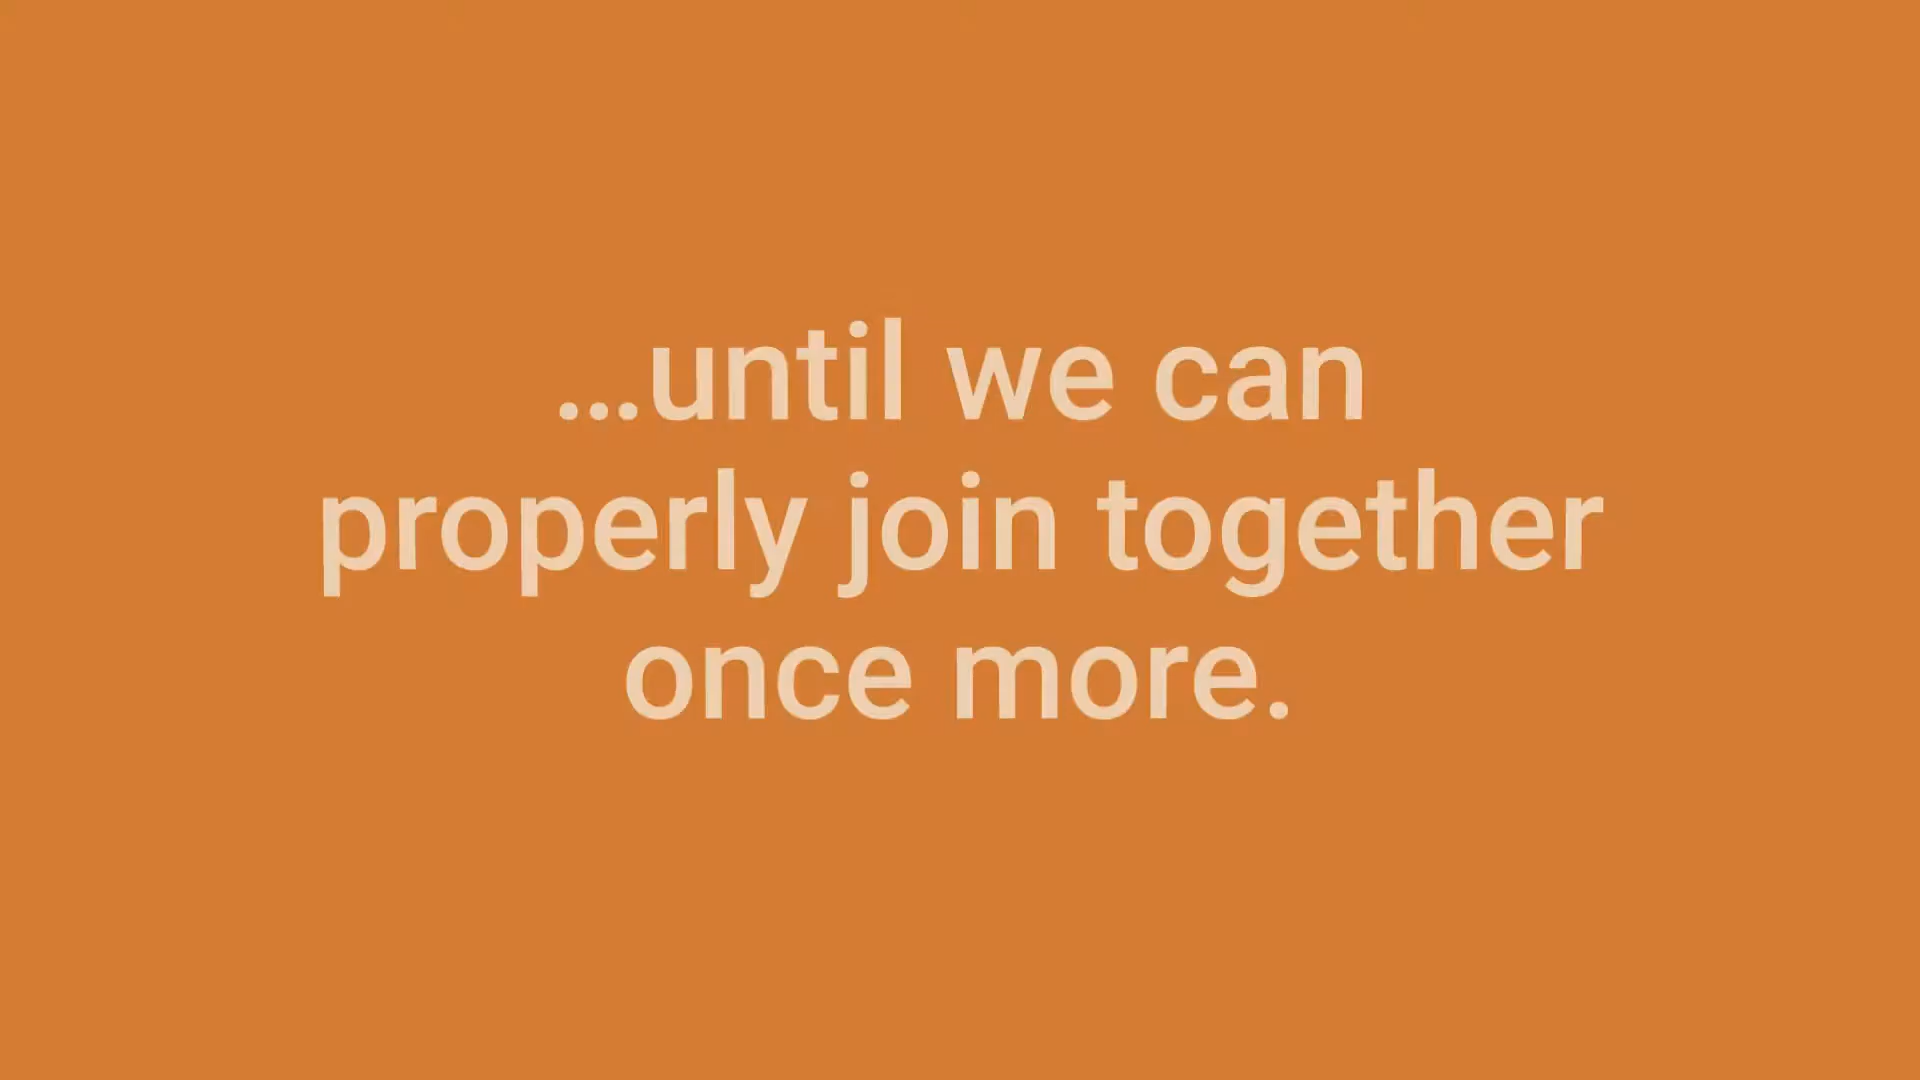 ...until we can
properly join together
once more.